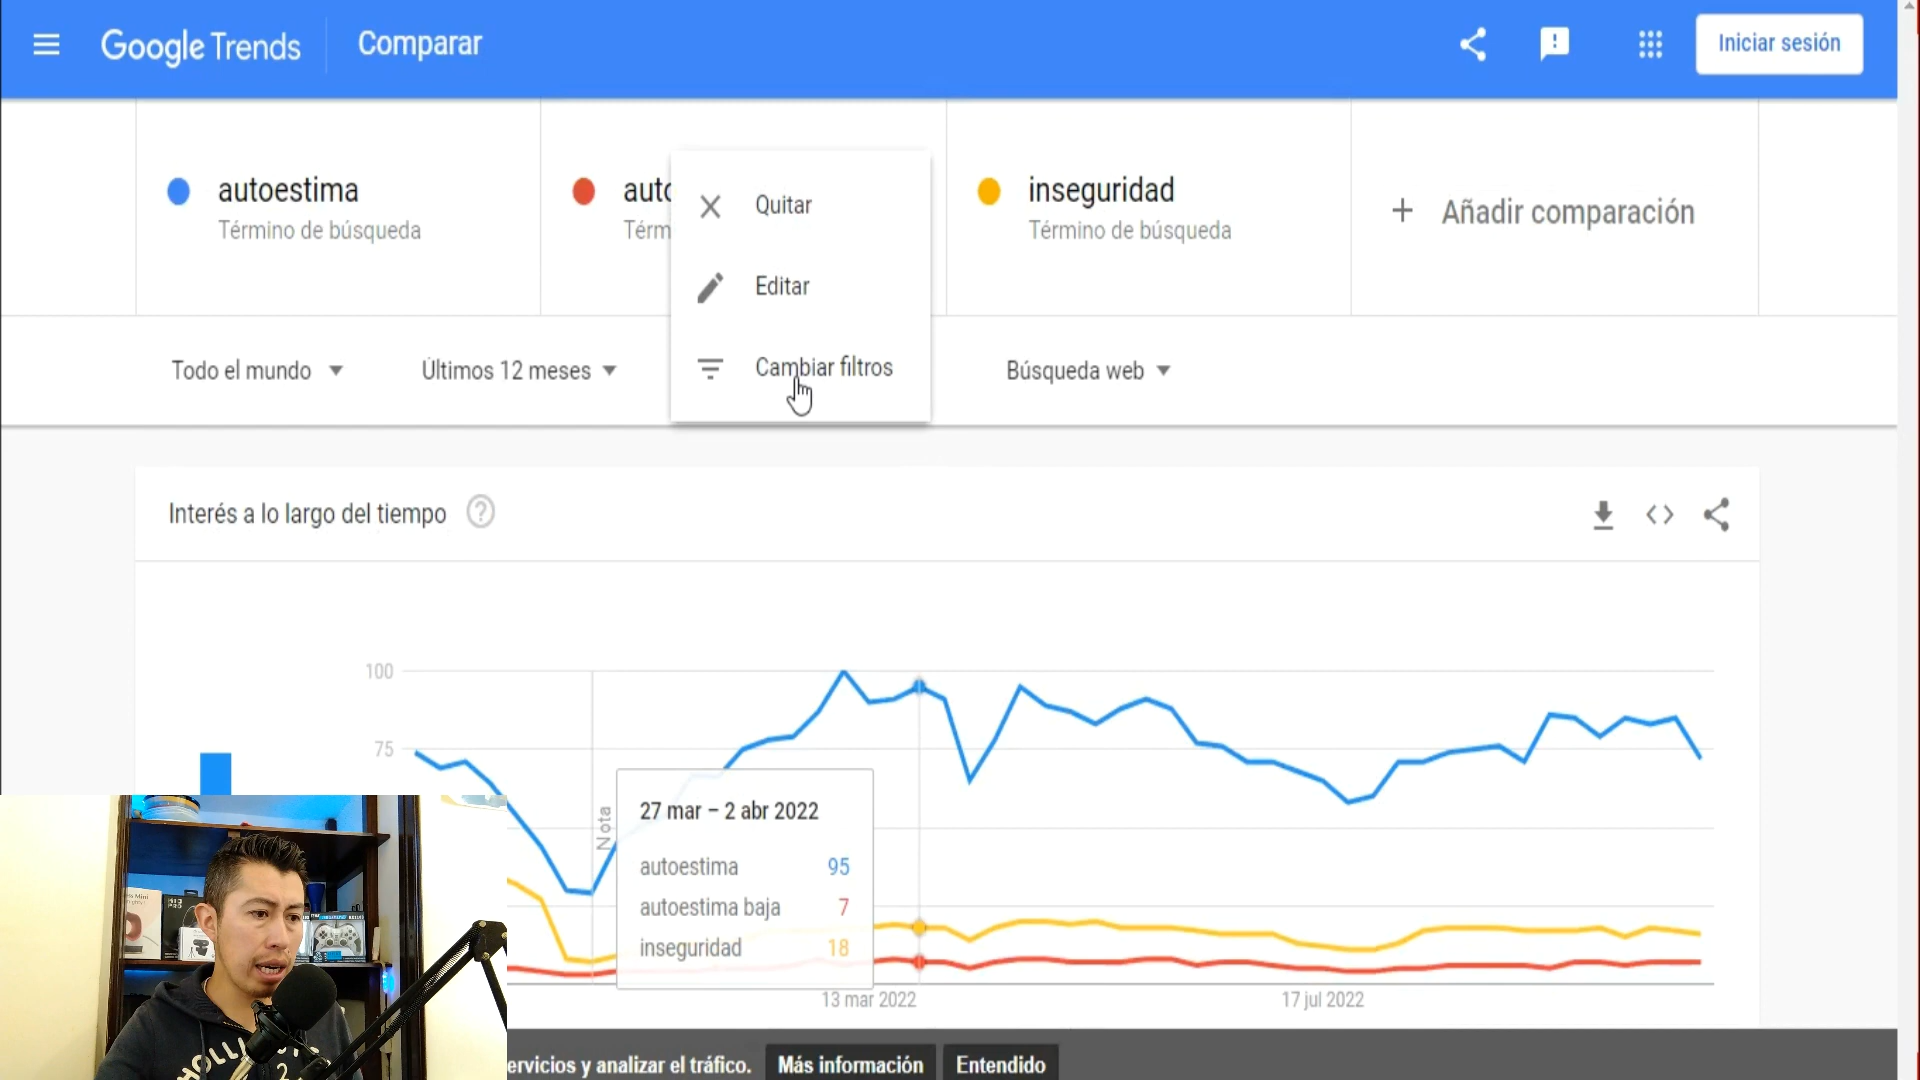 Google Trends
Comparar
Iniciar sesión
autoestima
Término de búsqueda
Quitar
Editar
Cambiar filtros
inseguridad
Término de búsqueda
+ Añadir comparación
Todo el mundo
Últimos 12 meses
Búsqueda web
Interés a lo largo del tiempo
100
75
Nota
27 mar – 2 abr 2022
autoestima 95
autoestima baja 7
inseguridad 18
13 mar 2022
17 jul 2022
ervicios y analizar el tráfico.
Más información
Entendido